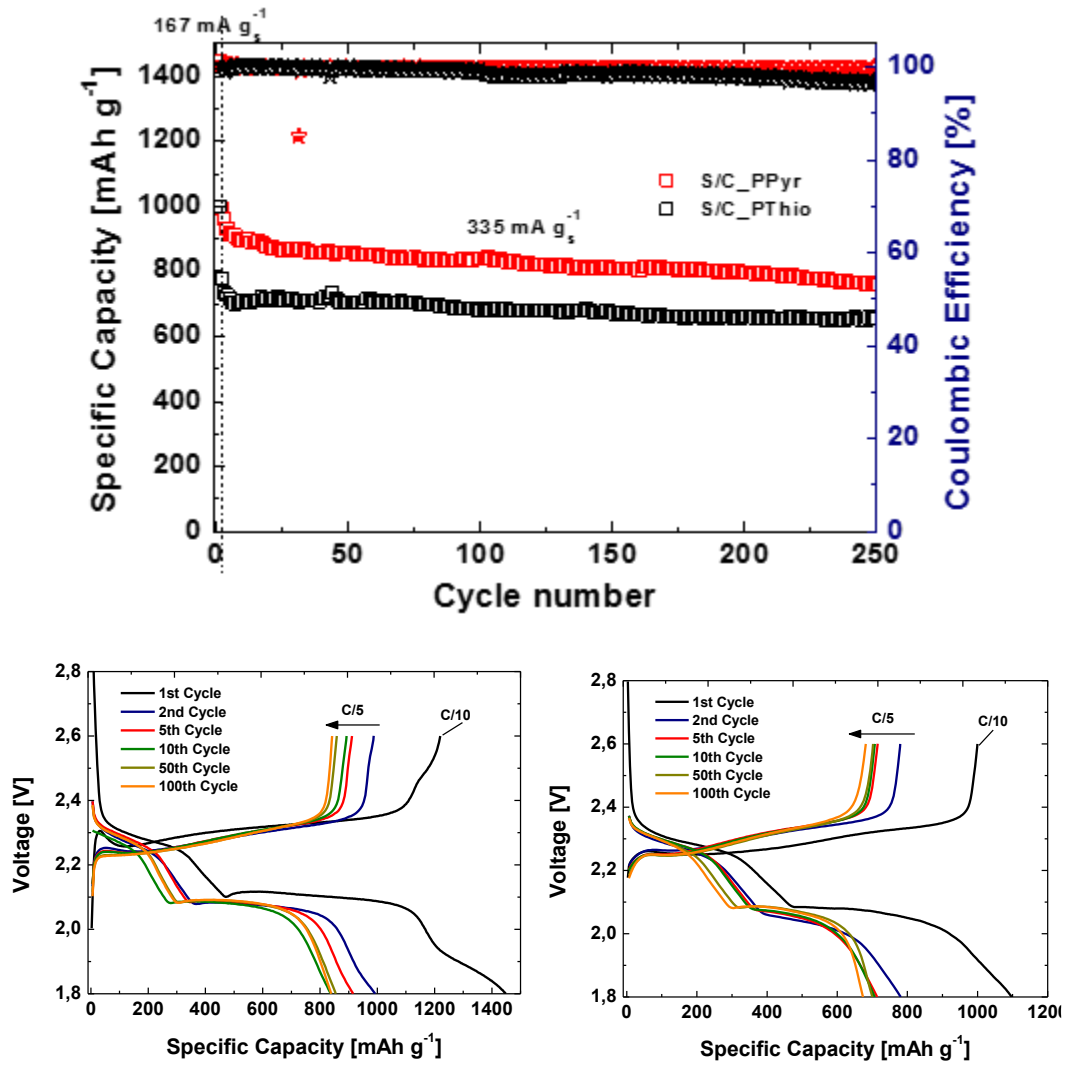 167 mA g_s^-1
1400
1200
1000
800
600
400
200
0
Specific Capacity [mAh g^-1]
100
80
60
40
20
0
Coulombic Efficiency [%]
S/C_PPyr
S/C_PThio
335 mA g_s^-1
0 50 100 150 200 250
Cycle number
2,8
2,6
2,4
2,2
2,0
1,8
Voltage [V]
1st Cycle
2nd Cycle
5th Cycle
10th Cycle
50th Cycle
100th Cycle
C/5
C/10
0 200 400 600 800 1000 1200 1400
Specific Capacity [mAh g^-1]
2,8
2,6
2,4
2,2
2,0
1,8
Voltage [V]
1st Cycle
2nd Cycle
5th Cycle
10th Cycle
50th Cycle
100th Cycle
C/5
C/10
0 200 400 600 800 1000 1200
Specific Capacity [mAh g^-1]